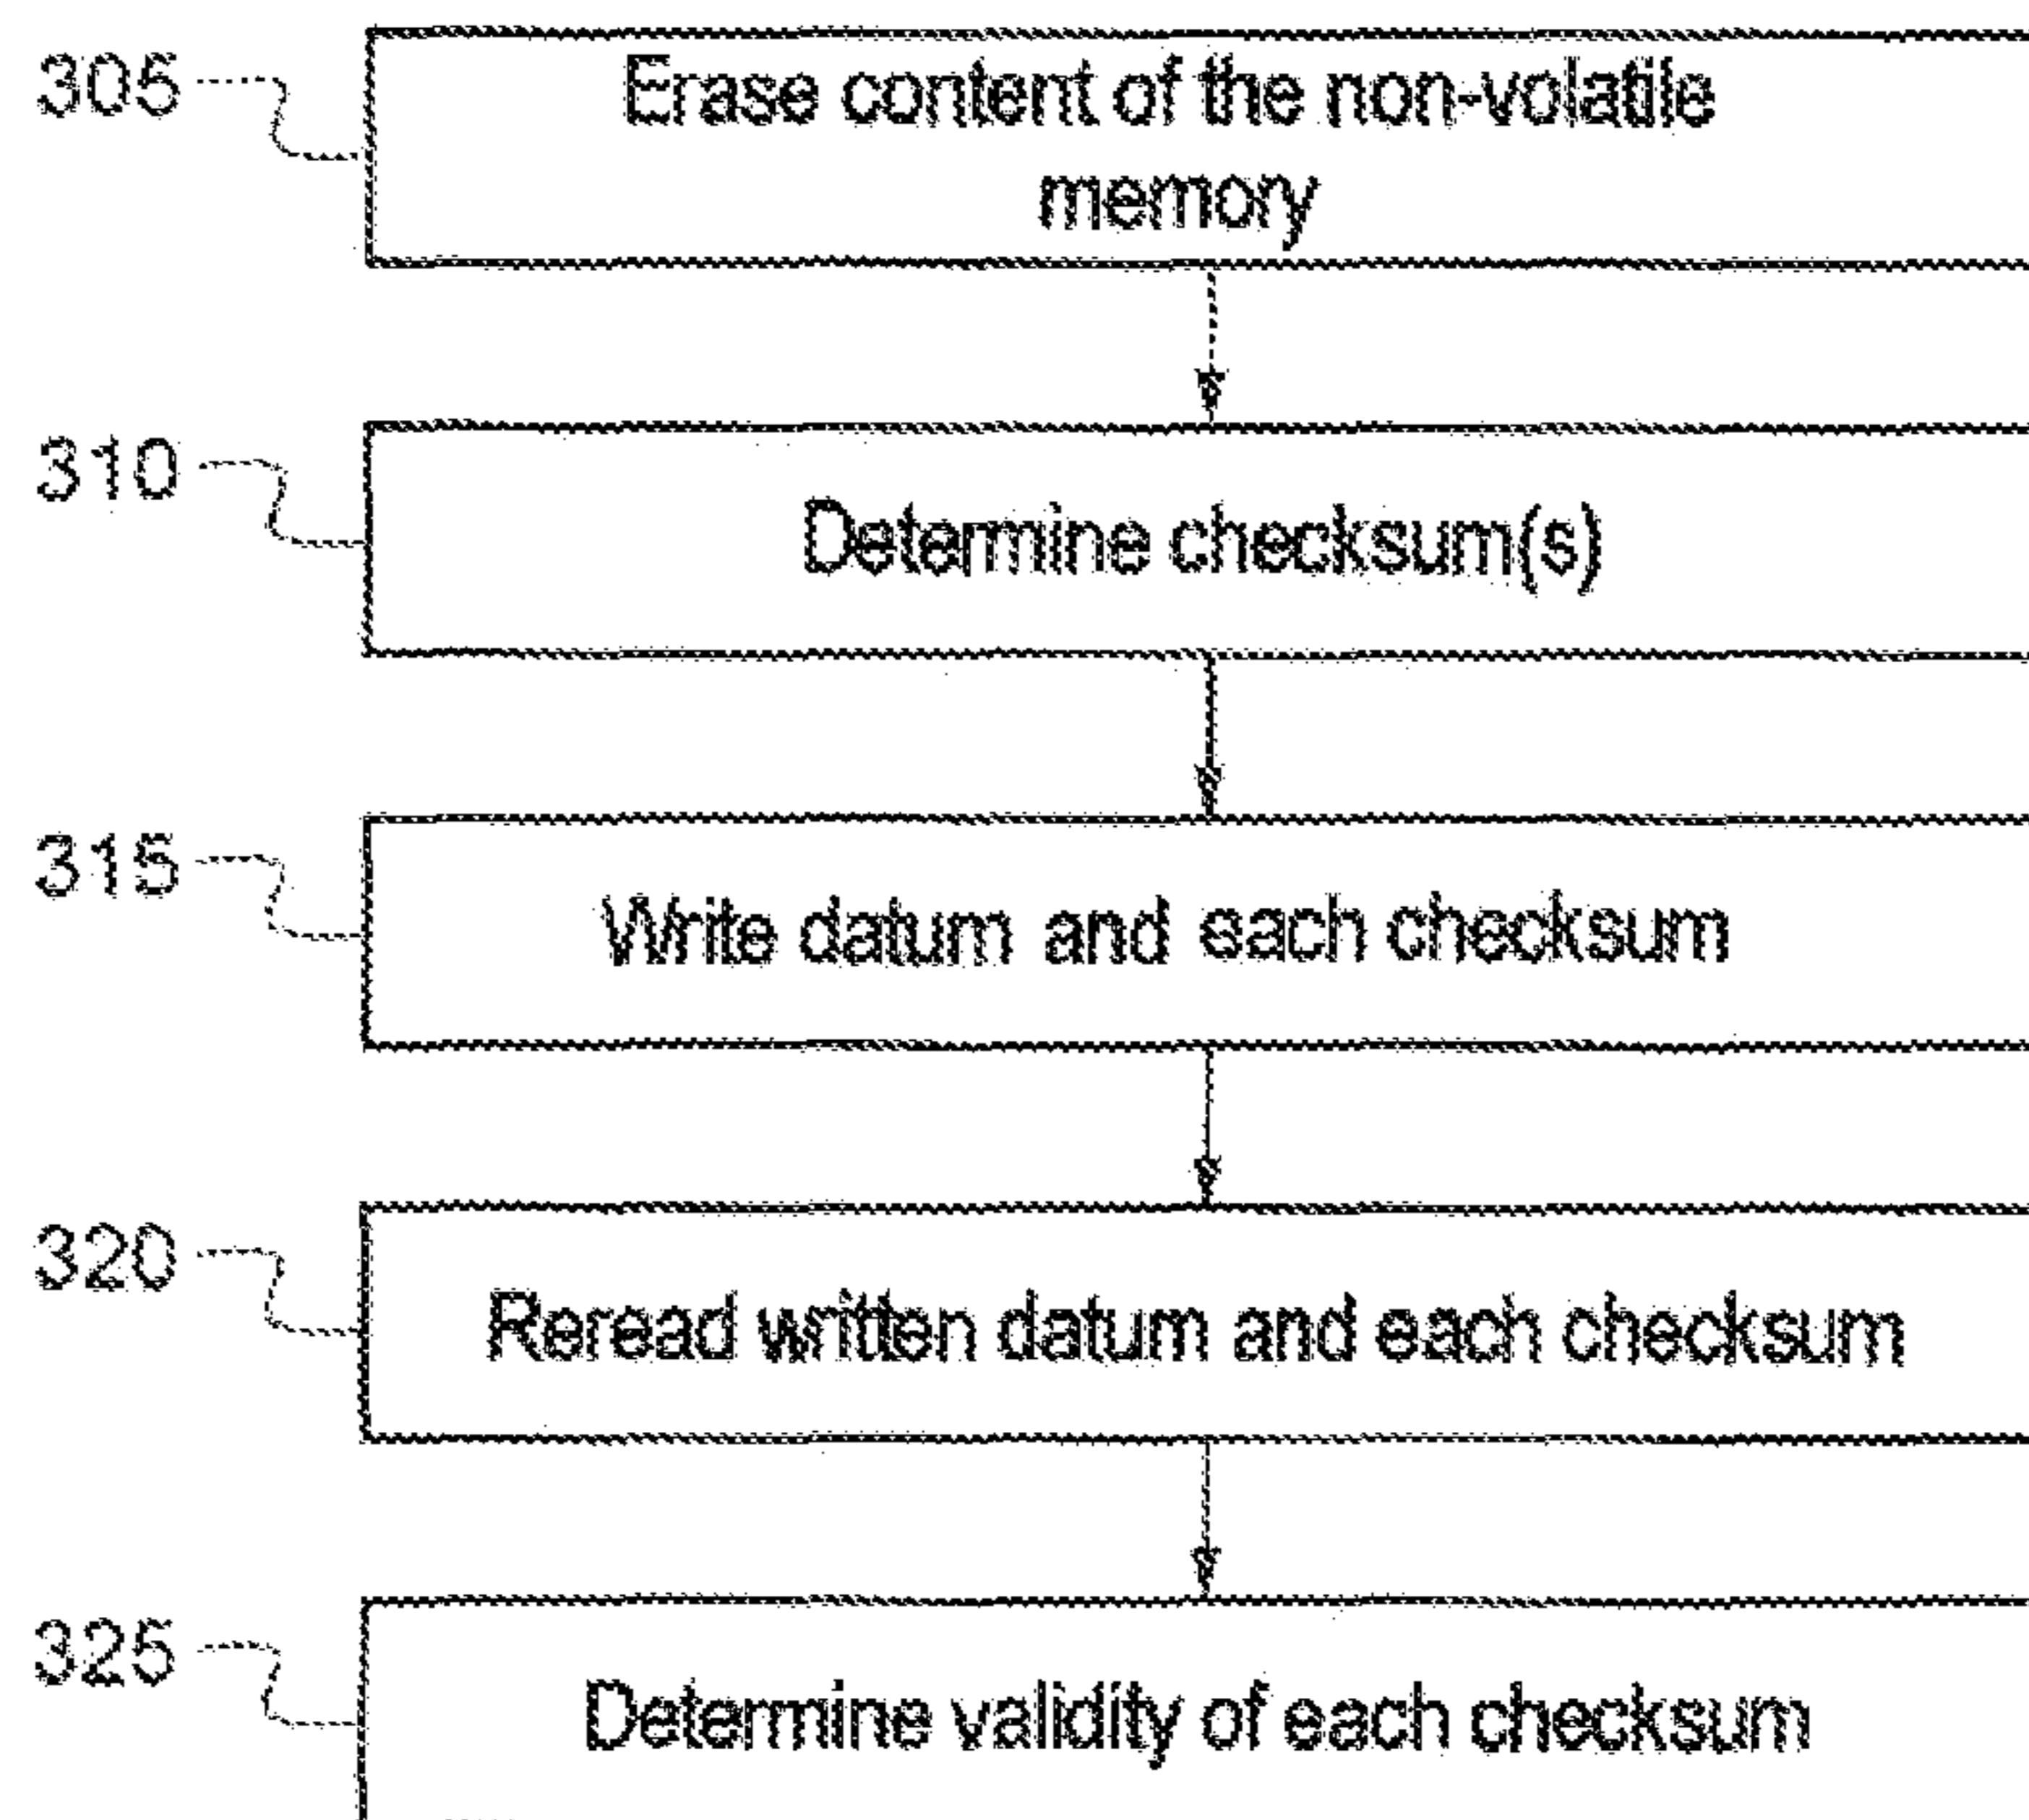 305
Erase content of the non-volatile
memory
310
Determine checksum(s)
315
Write datum and each checksum
320
Reread written datum and each checksum
325
Determine validity of each checksum